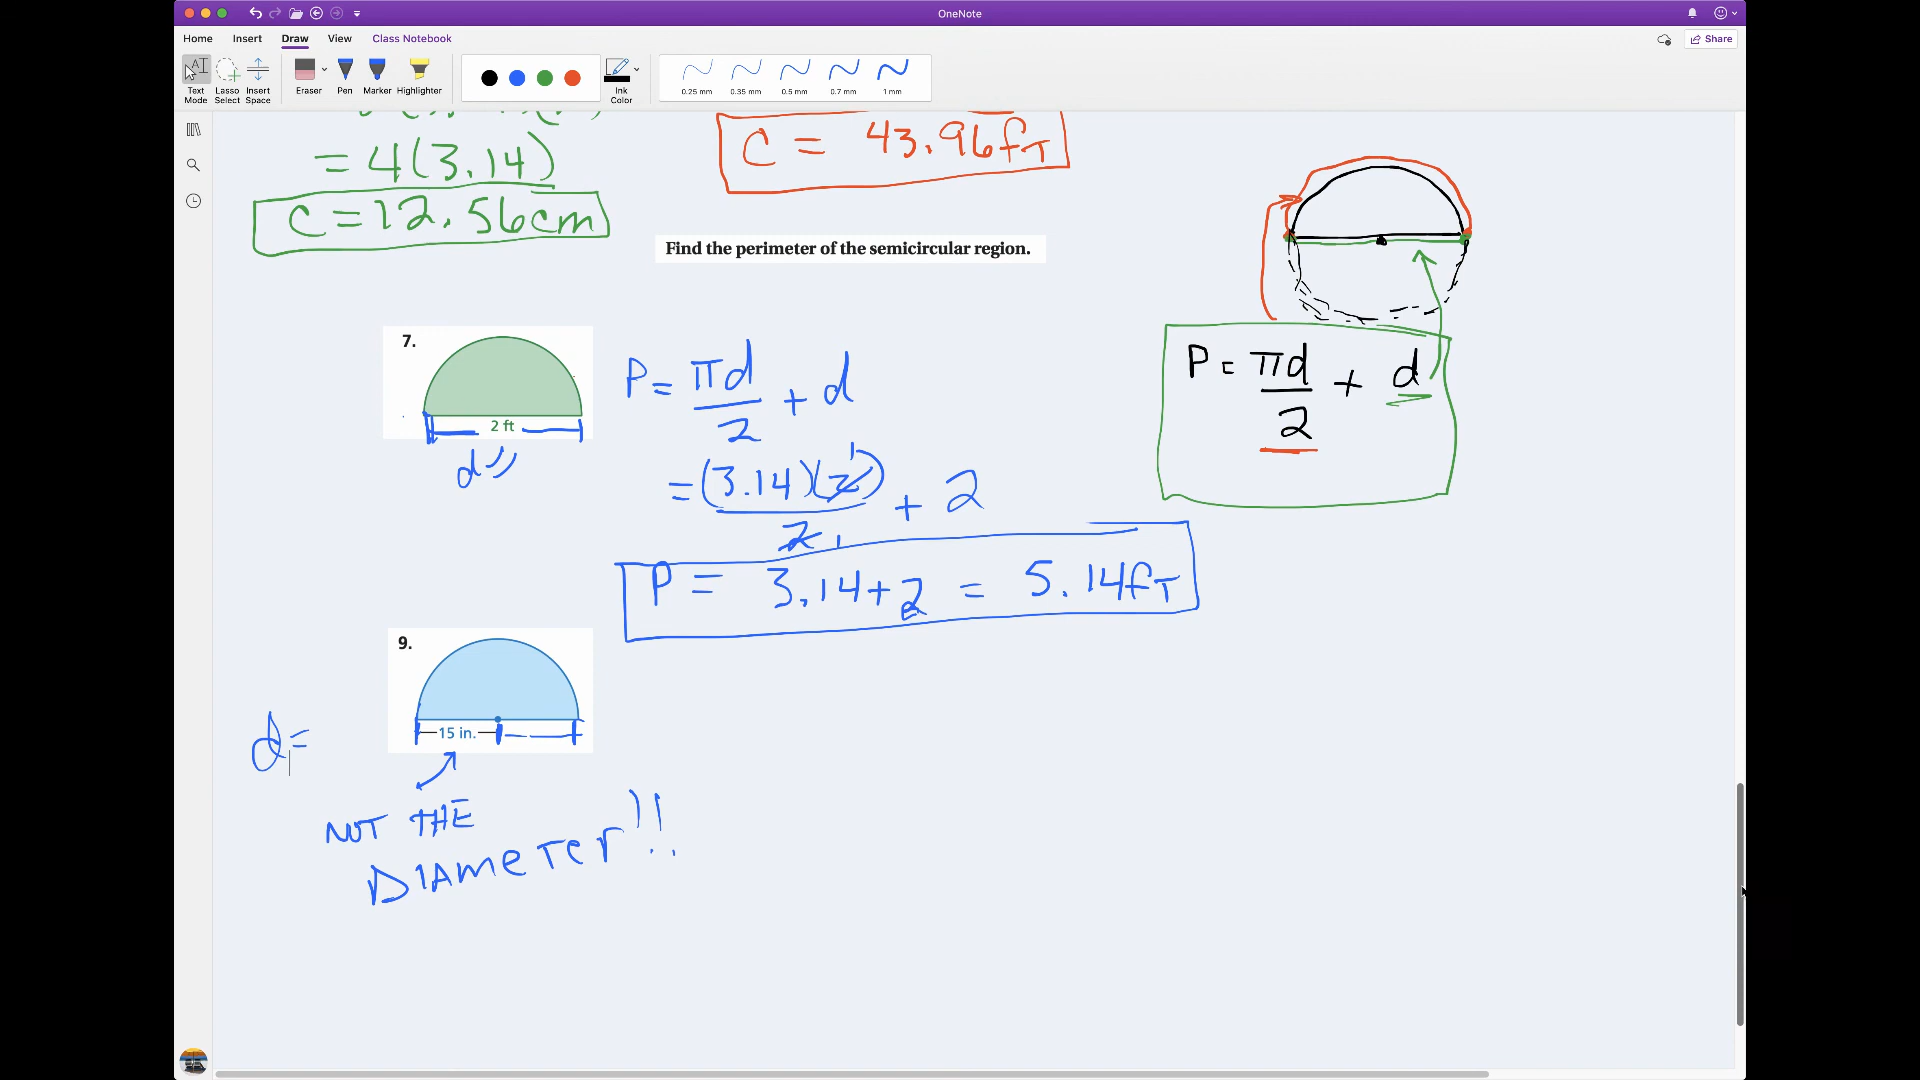 OneNote
Home Insert Draw View Class Notebook
Share
Text Mode
Lasso Select
Insert Space
Eraser
Pen
Marker
Highlighter
Ink Color
0.25 mm 0.35 mm 0.5 mm 0.7 mm 1 mm
= 4(3.14)
C = 12.56cm
C = 43.96fT
Find the perimeter of the semicircular region.
7.
2 ft
d
P = πd/2 + d
= (3.14)(2)/2 + 2
1
1
P = 3.14+2 = 5.14fT
P = πd/2 + d
9.
15 in.
d =
NOT THE
DIAMeTer!!